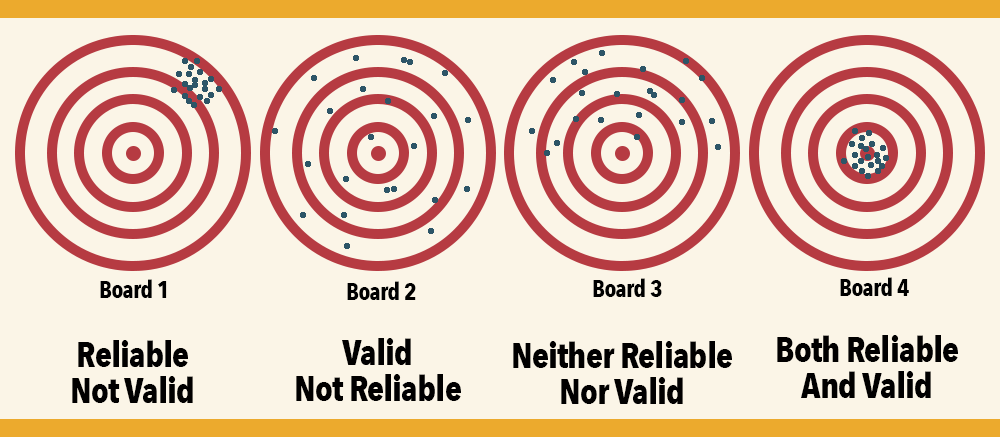 Board 1
Board 2
Board 3
Board 4
Reliable
Not Valid
Valid
Not Reliable
Neither Reliable
Nor Valid
Both Reliable
And Valid